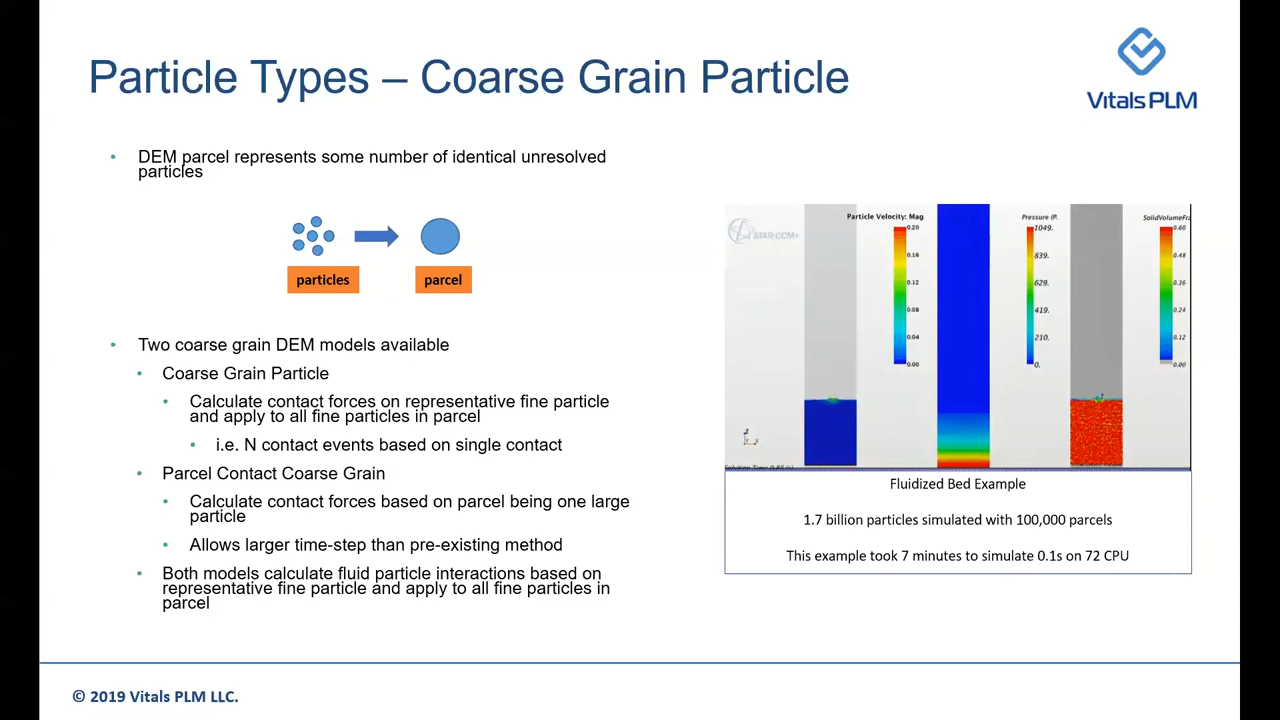 Particle Types – Coarse Grain Particle
Vitals PLM
• DEM parcel represents some number of identical unresolved
particles
particles
parcel
• Two coarse grain DEM models available
• Coarse Grain Particle
• Calculate contact forces on representative fine particle
and apply to all fine particles in parcel
• i.e. N contact events based on single contact
• Parcel Contact Coarse Grain
• Calculate contact forces based on parcel being one large
particle
• Allows larger time-step than pre-existing method
• Both models calculate fluid particle interactions based on
representative fine particle and apply to all fine particles in
parcel
STAR-CCM+
Particle Velocity: Mag
0.20
0.16
0.12
0.08
0.04
0.00
Pressure (P.
1049.
839.
629.
419.
210.
0.
SolidVolumeFra
0.60
0.48
0.36
0.24
0.12
0.00
Z
Y X
Fluidized Bed Example
1.7 billion particles simulated with 100,000 parcels
This example took 7 minutes to simulate 0.1s on 72 CPU
© 2019 Vitals PLM LLC.